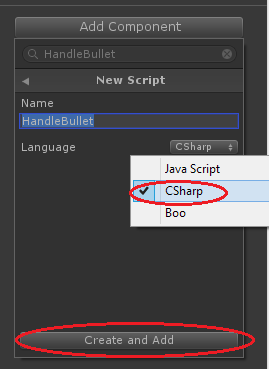 Add Component
HandleBullet
New Script
Name
HandleBullet
Language
CSharp
Java Script
CSharp
Boo
Create and Add